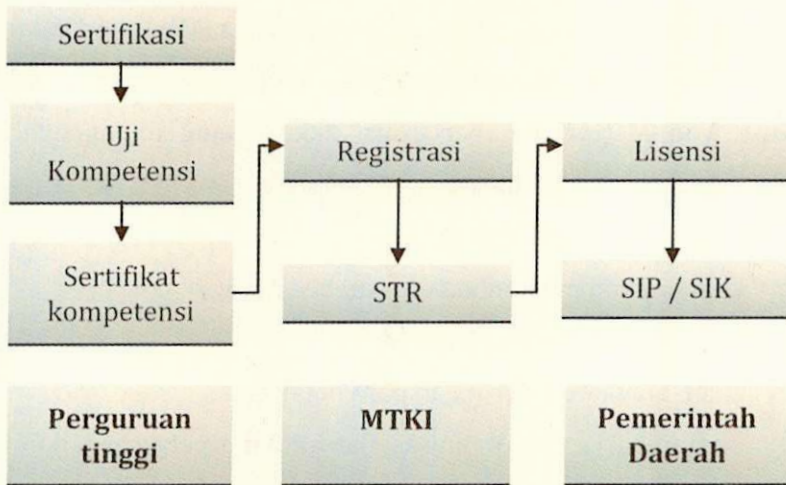 Sertifikasi
Uji
Kompetensi
Sertifikat
kompetensi
Registrasi
STR
Lisensi
SIP / SIK
Perguruan
tinggi
MTKI
Pemerintah
Daerah